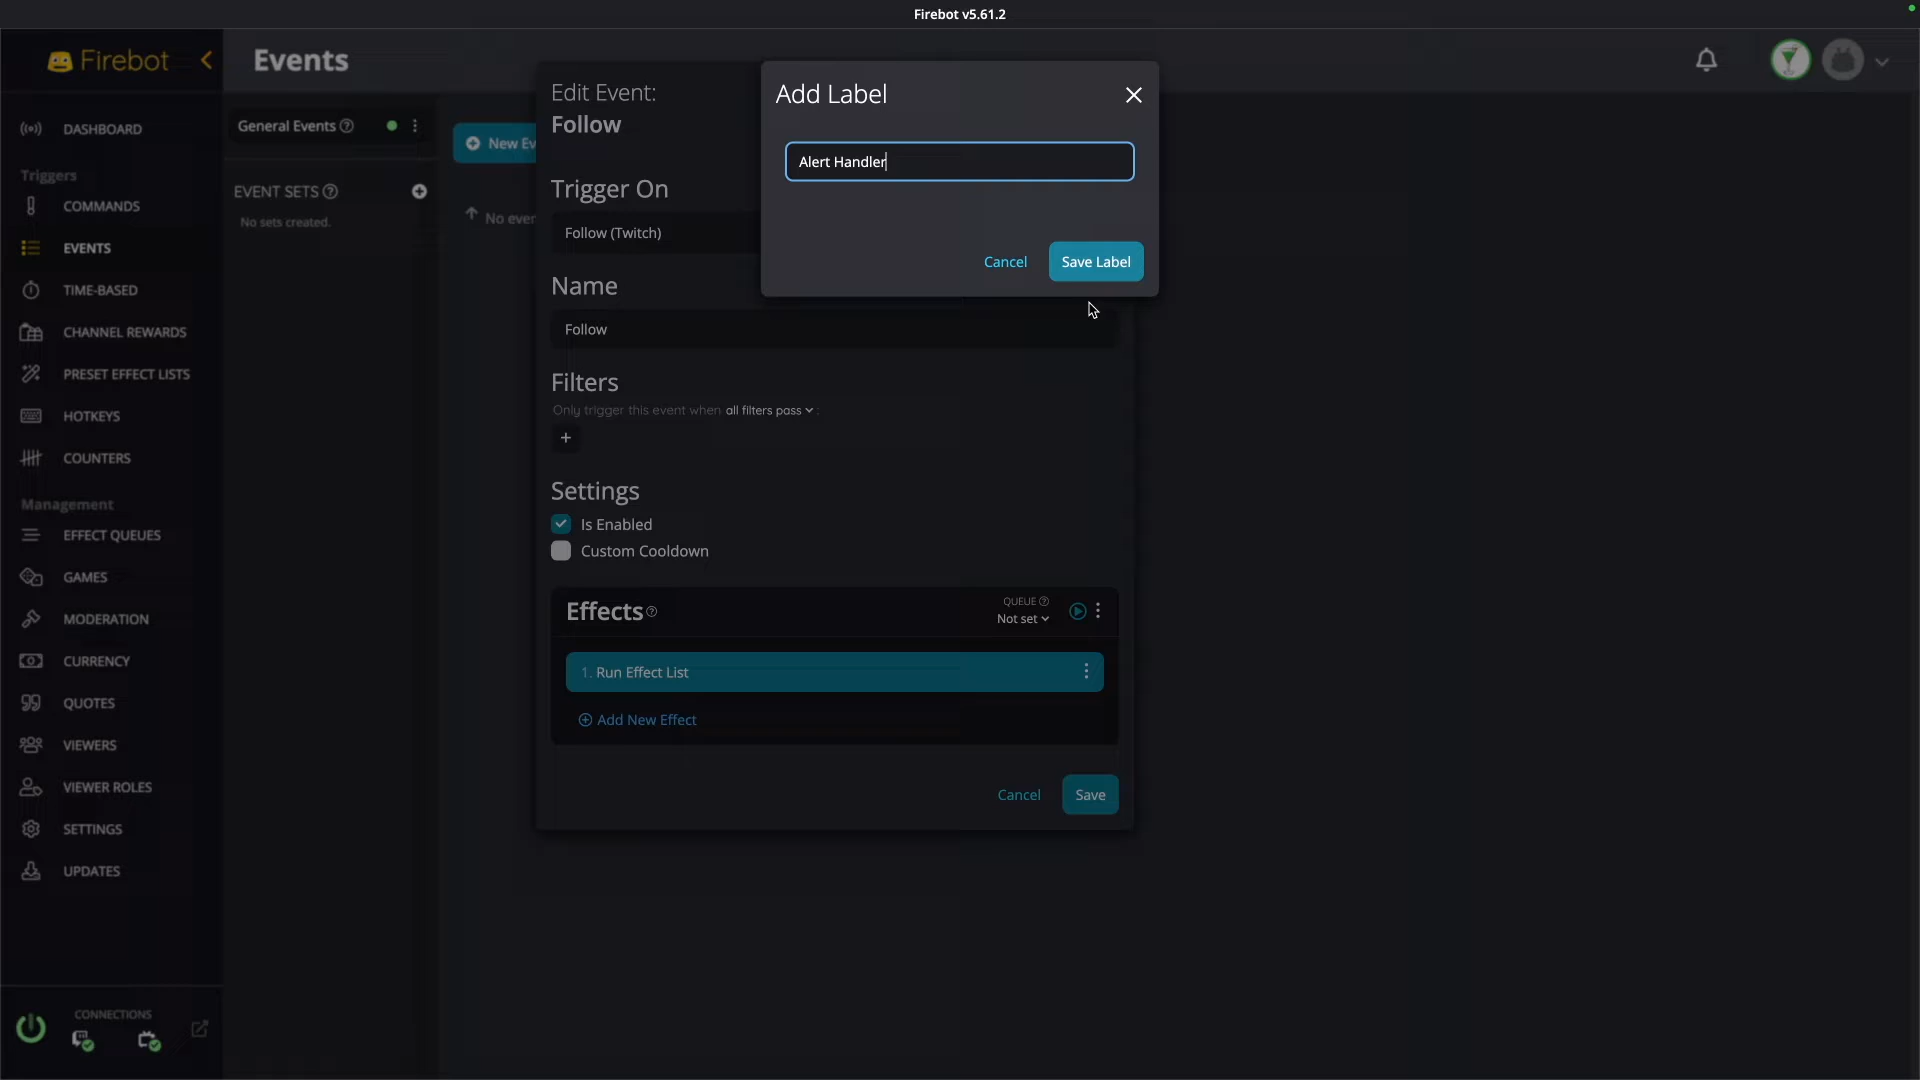 Firebot v5.61.2
Firebot
Events
DASHBOARD
Triggers
COMMANDS
EVENTS
TIME-BASED
CHANNEL REWARDS
PRESET EFFECT LISTS
HOTKEYS
COUNTERS
Management
EFFECT QUEUES
GAMES
MODERATION
CURRENCY
QUOTES
VIEWERS
VIEWER ROLES
SETTINGS
UPDATES
CONNECTIONS
General Events
EVENT SETS
No sets created.
New Ev
No ever
Edit Event:
Follow
Trigger On
Follow (Twitch)
Name
Follow
Filters
Only trigger this event when all filters pass :
Settings
Is Enabled
Custom Cooldown
Effects
QUEUE
Not set
1. Run Effect List
Add New Effect
Cancel
Save
Add Label
Alert Handler
Cancel
Save Label